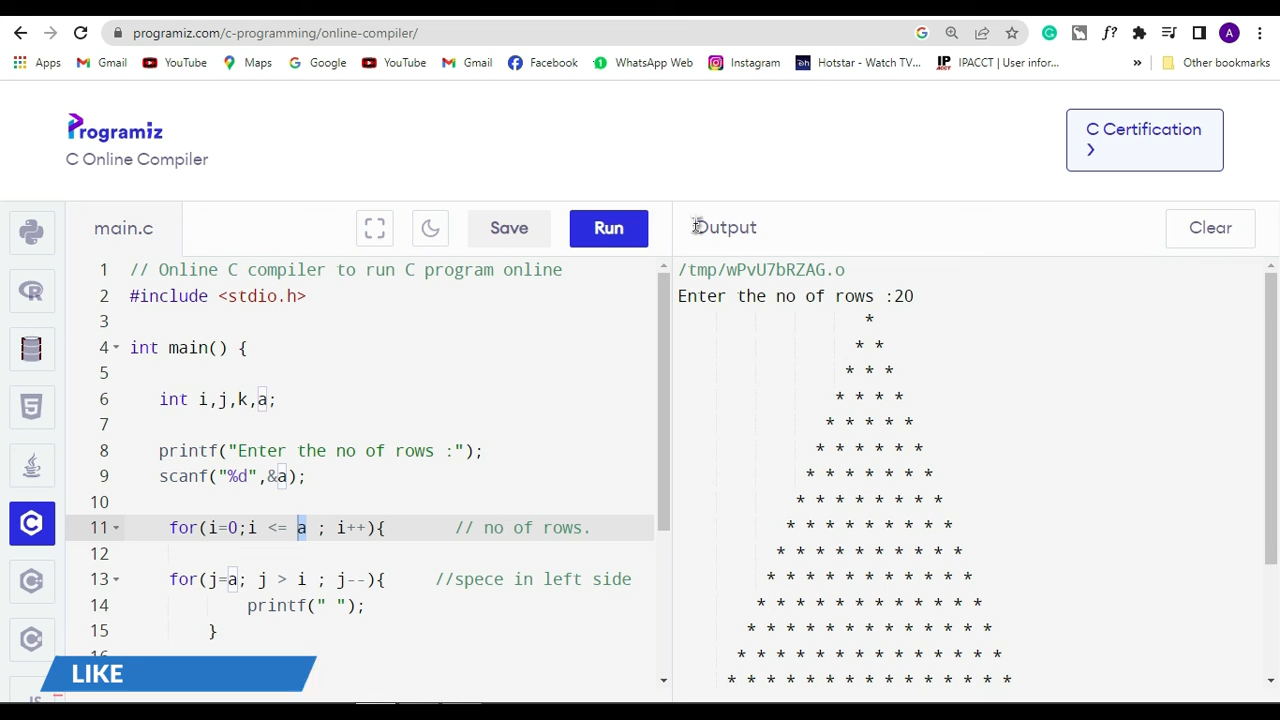 programiz.com/c-programming/online-compiler/
Apps Gmail YouTube Maps Google YouTube Gmail Facebook WhatsApp Web Instagram Hotstar - Watch TV... IPACCT | User infor... » Other bookmarks
Programiz
C Online Compiler
C Certification
main.c Save Run Output Clear
1 // Online C compiler to run C program online
2 #include <stdio.h>
3
4 int main() {
5
6 int i,j,k,a;
7
8 printf("Enter the no of rows :");
9 scanf("%d",&a);
10
11 for(i=0;i <= a ; i++){ // no of rows.
12
13 for(j=a; j > i ; j--){ //spece in left side
14 printf(" ");
15 }
/tmp/wPvU7bRZAG.o
Enter the no of rows :20
*
* *
* * *
* * * *
* * * * *
* * * * * *
* * * * * * *
* * * * * * * *
* * * * * * * * *
* * * * * * * * * *
* * * * * * * * * * *
* * * * * * * * * * * *
* * * * * * * * * * * * *
* * * * * * * * * * * * * *
* * * * * * * * * * * * * * *
LIKE